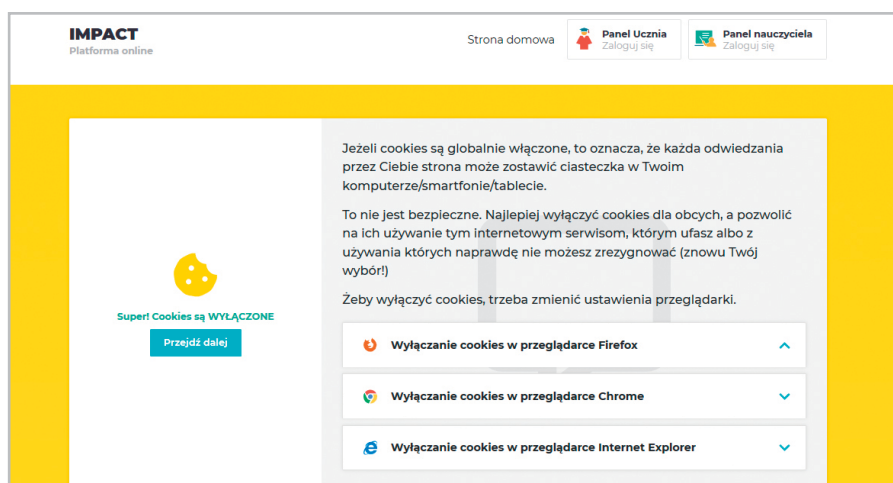 IMPACT
Platforma online
Strona domowa
Panel Ucznia
Zaloguj się
Panel nauczyciela
Zaloguj się
Jeżeli cookies są globalnie włączone, to oznacza, że każda odwiedzania
przez Ciebie strona może zostawić ciasteczka w Twoim
komputerze/smartfonie/tablecie.
To nie jest bezpieczne. Najlepiej wyłączyć cookies dla obcych, a pozwolić
na ich używanie tym internetowym serwisom, którym ufasz albo z
używania których naprawdę nie możesz zrezygnować (znowu Twój
wybór!)
Żeby wyłączyć cookies, trzeba zmienić ustawienia przeglądarki.
Super! Cookies są WYŁĄCZONE
Przejdź dalej
Wyłączanie cookies w przeglądarce Firefox
Wyłączanie cookies w przeglądarce Chrome
Wyłączanie cookies w przeglądarce Internet Explorer